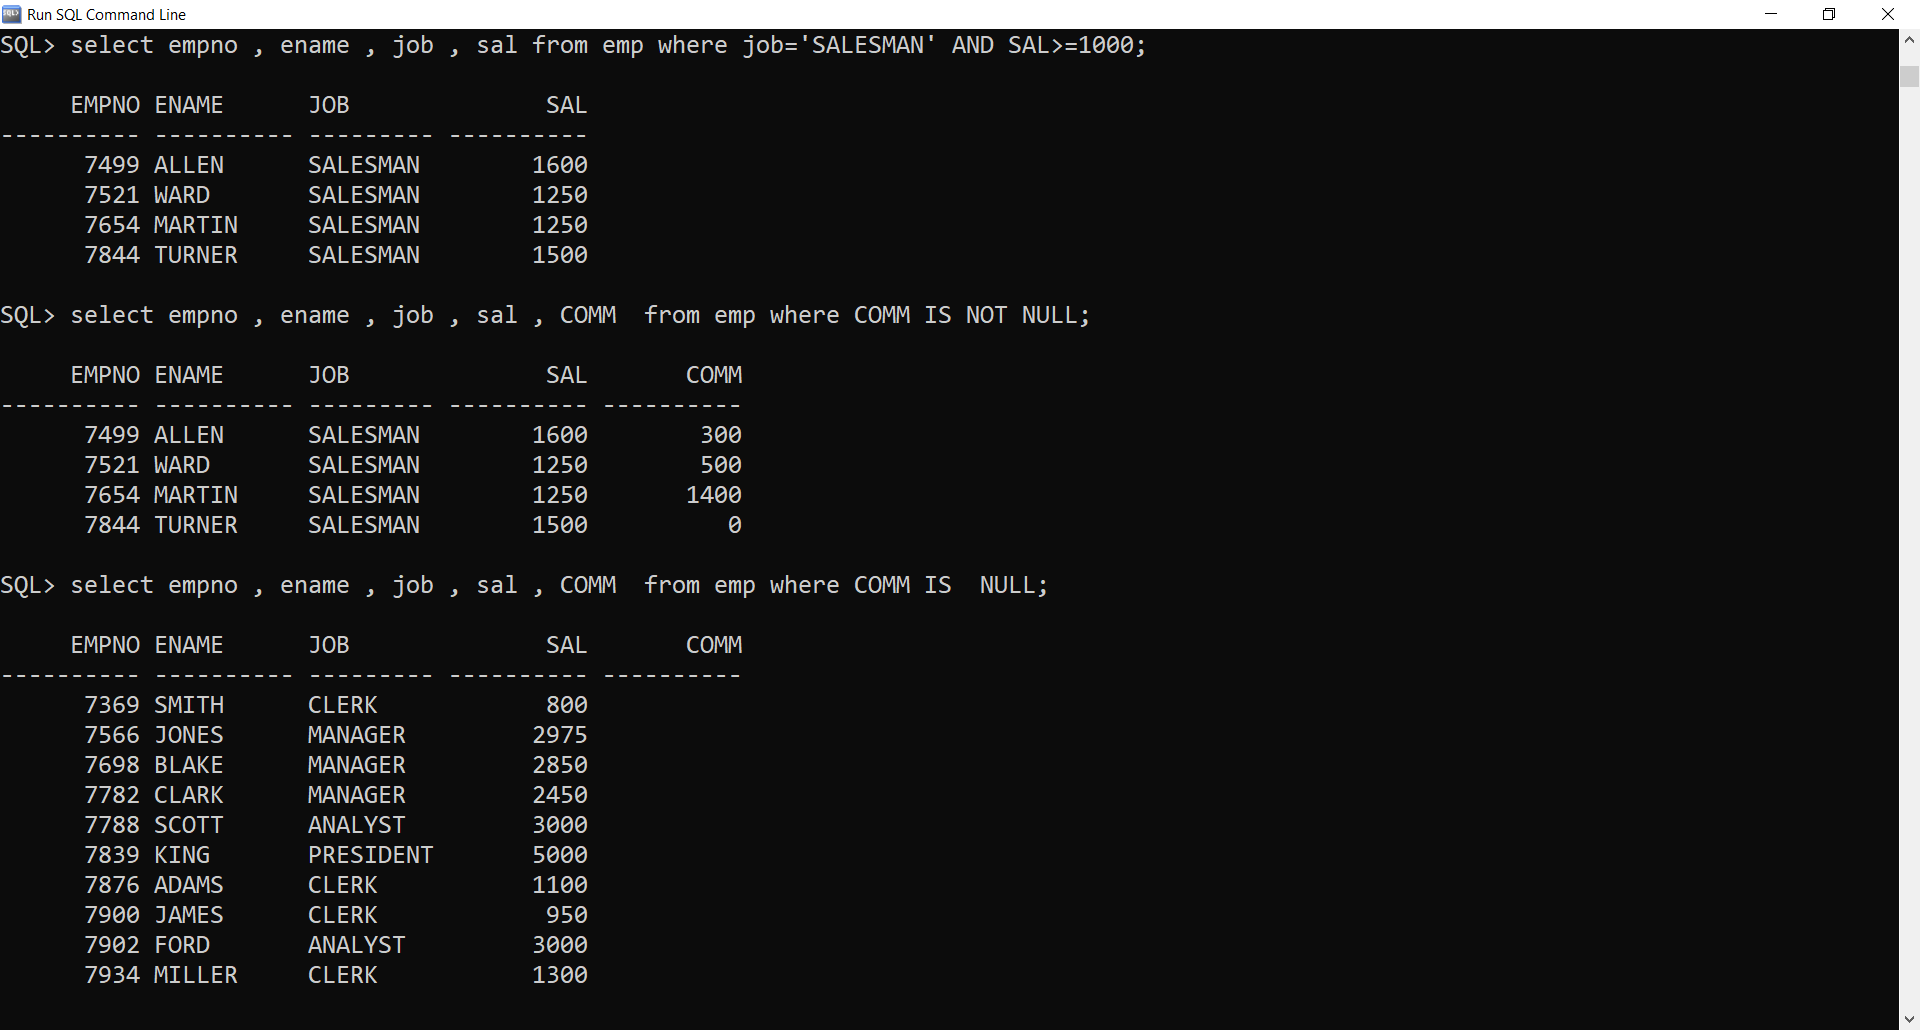 Run SQL Command Line
SQL> select empno , ename , job , sal from emp where job='SALESMAN' AND SAL>=1000;
     EMPNO ENAME      JOB              SAL
---------- ---------- --------- ----------
      7499 ALLEN      SALESMAN        1600
      7521 WARD       SALESMAN        1250
      7654 MARTIN     SALESMAN        1250
      7844 TURNER     SALESMAN        1500
SQL> select empno , ename , job , sal , COMM  from emp where COMM IS NOT NULL;
     EMPNO ENAME      JOB              SAL       COMM
---------- ---------- --------- ---------- ----------
      7499 ALLEN      SALESMAN        1600        300
      7521 WARD       SALESMAN        1250        500
      7654 MARTIN     SALESMAN        1250       1400
      7844 TURNER     SALESMAN        1500          0
SQL> select empno , ename , job , sal , COMM  from emp where COMM IS  NULL;
     EMPNO ENAME      JOB              SAL       COMM
---------- ---------- --------- ---------- ----------
      7369 SMITH      CLERK            800
      7566 JONES      MANAGER         2975
      7698 BLAKE      MANAGER         2850
      7782 CLARK      MANAGER         2450
      7788 SCOTT      ANALYST         3000
      7839 KING       PRESIDENT       5000
      7876 ADAMS      CLERK           1100
      7900 JAMES      CLERK            950
      7902 FORD       ANALYST         3000
      7934 MILLER     CLERK           1300